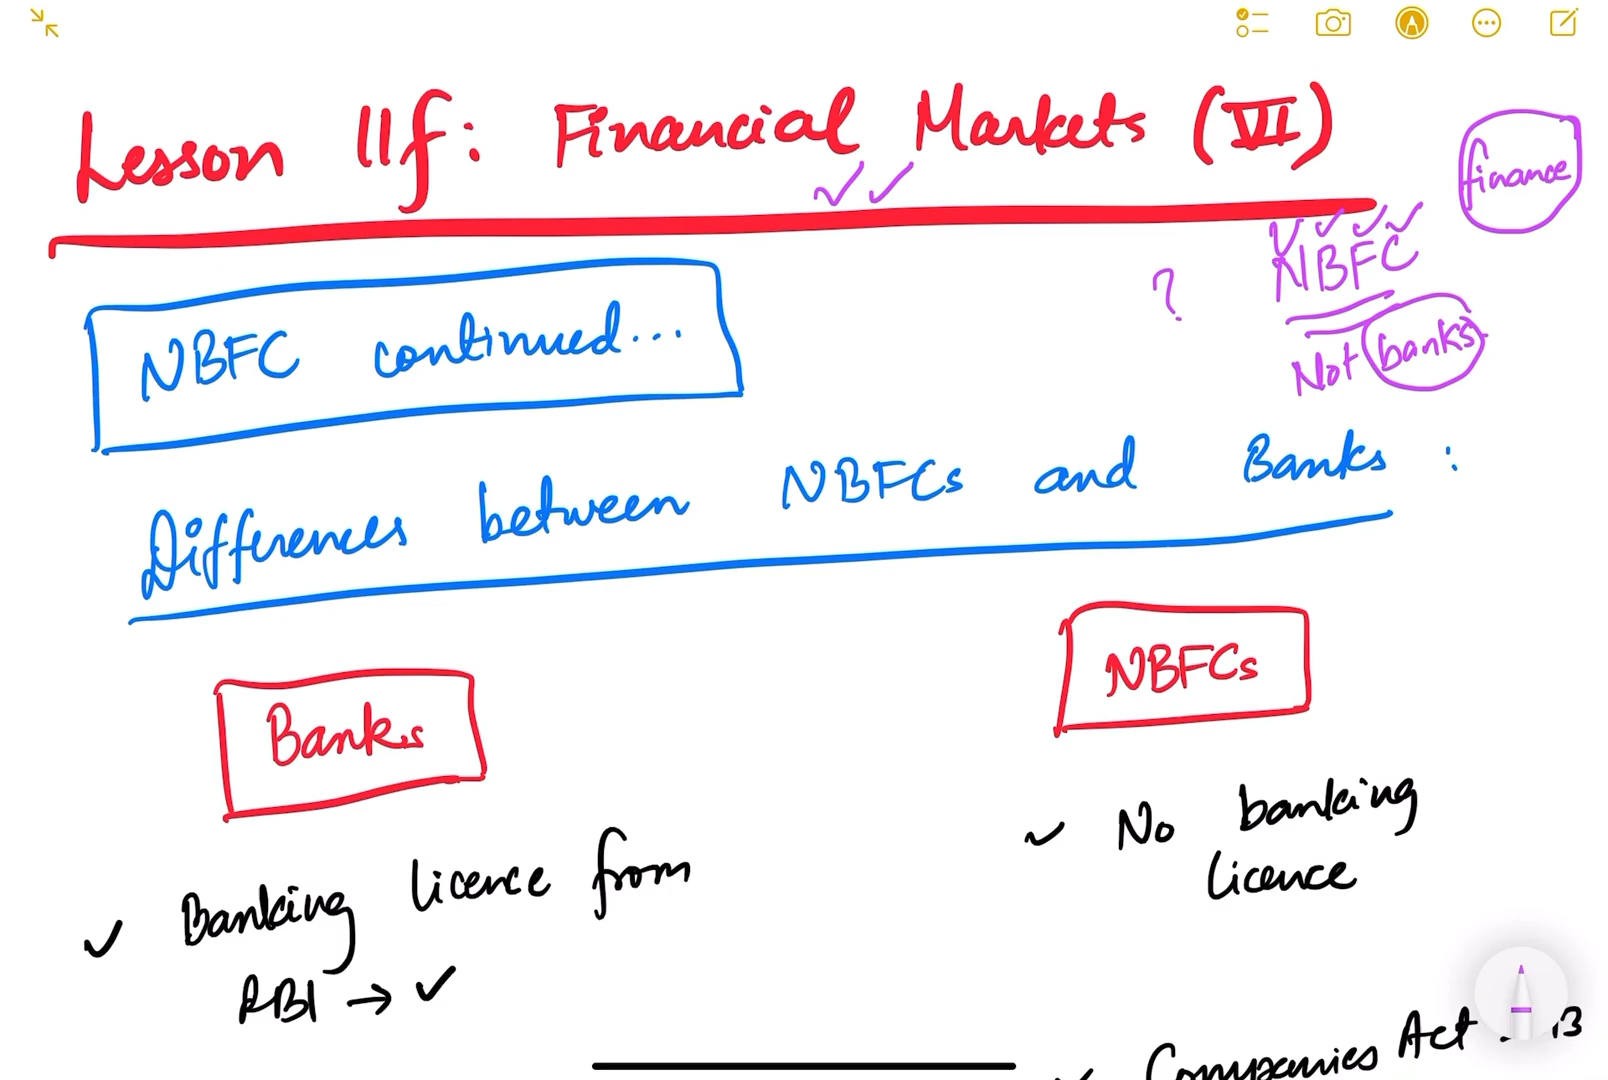 Lesson 11f: Financial Markets (VI)
finance
NBFC continued...
? NBFC
Not banks
Differences between NBFCs and Banks :
Banks
NBFCs
Banking licence from
RBI → ✓
No banking
licence
Companies Act